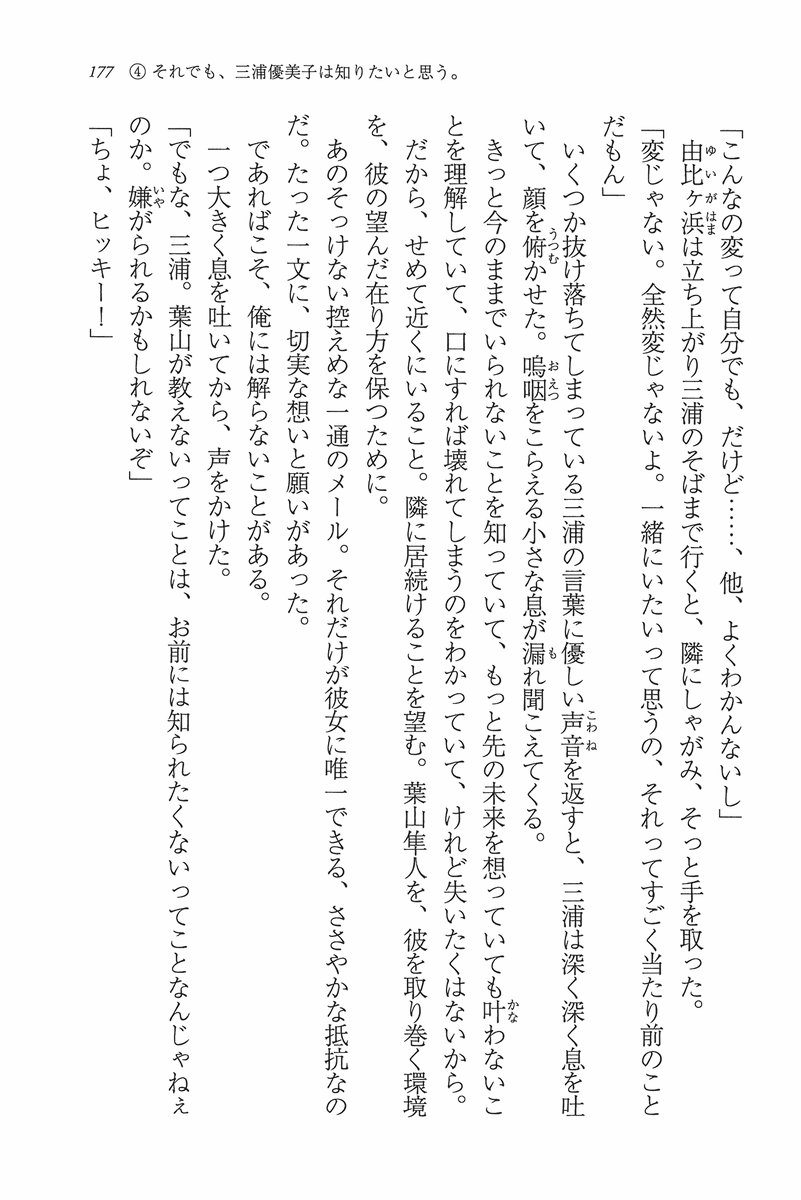 177 ④ それでも、三浦優美子は知りたいと思う。
「こんなの変って自分でも、だけど……、他、よくわかんないし」
由比ヶ浜は立ち上がり三浦のそばまで行くと、隣にしゃがみ、そっと手を取った。
「変じゃない。全然変じゃないよ。一緒にいたいって思うの、それってすごく当たり前のこと
だもん」
いくつか抜け落ちてしまっている三浦の言葉に優しい声音を返すと、三浦は深く深く息を吐
いて、顔を俯かせた。嗚咽をこらえる小さな息が漏れ聞こえてくる。
きっと今のままでいられないことを知っていて、もっと先の未来を想っていても叶わないこ
とを理解していて、口にすれば壊れてしまうのをわかっていて、けれど失いたくはないから。
だから、せめて近くにいること。隣に居続けることを望む。葉山隼人を、彼を取り巻く環境
を、彼の望んだ在り方を保つために。
あのそっけない控えめな一通のメール。それだけが彼女に唯一できる、ささやかな抵抗なの
だ。たった一文に、切実な想いと願いがあった。
であればこそ、俺には解らないことがある。
一つ大きく息を吐いてから、声をかけた。
「でもな、三浦。葉山が教えないってことは、お前には知られたくないってことなんじゃねぇ
のか。嫌がられるかもしれないぞ」
「ちょ、ヒッキー！」